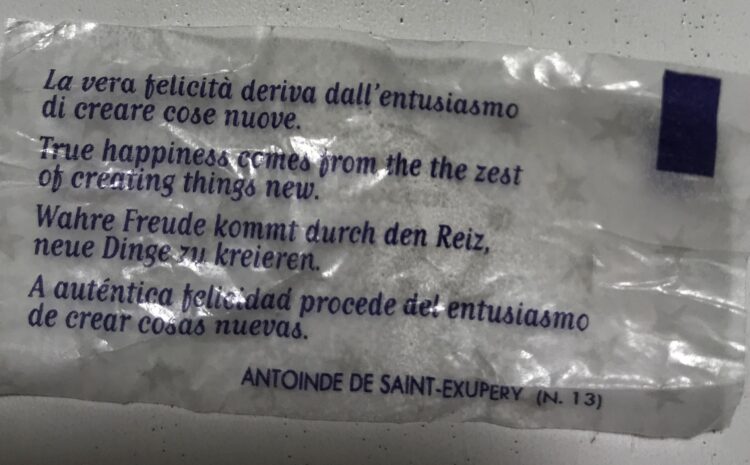 La vera felicità deriva dall'entusiasmo
di creare cose nuove.
True happiness comes from the the zest
of creating things new.
Wahre Freude kommt durch den Reiz,
neue Dinge zu kreieren.
A auténtica felicidad procede del entusiasmo
de crear cosas nuevas.
ANTOINDE DE SAINT-EXUPERY (N. 13)